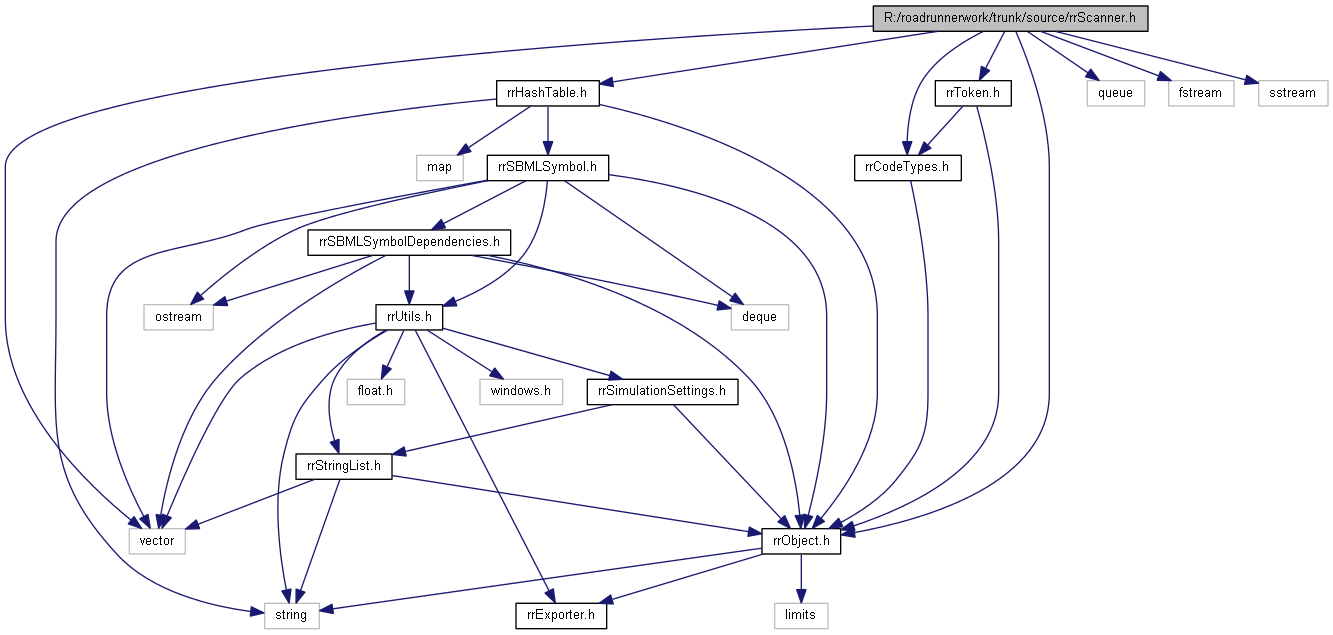 R:/roadrunnerwork/trunk/source/rrScanner.h
rrHashTable.h
rrToken.h
queue
fstream
sstream
map
rrSBMLSymbol.h
rrCodeTypes.h
rrSBMLSymbolDependencies.h
ostream
rrUtils.h
deque
float.h
windows.h
rrSimulationSettings.h
rrStringList.h
vector
rrObject.h
string
rrExporter.h
limits